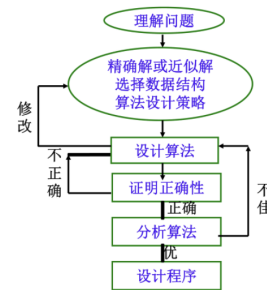 理解问题
精确解或近似解
选择数据结构
算法设计策略
修改
设计算法
不正确
证明正确性
正确
不佳
分析算法
优
设计程序